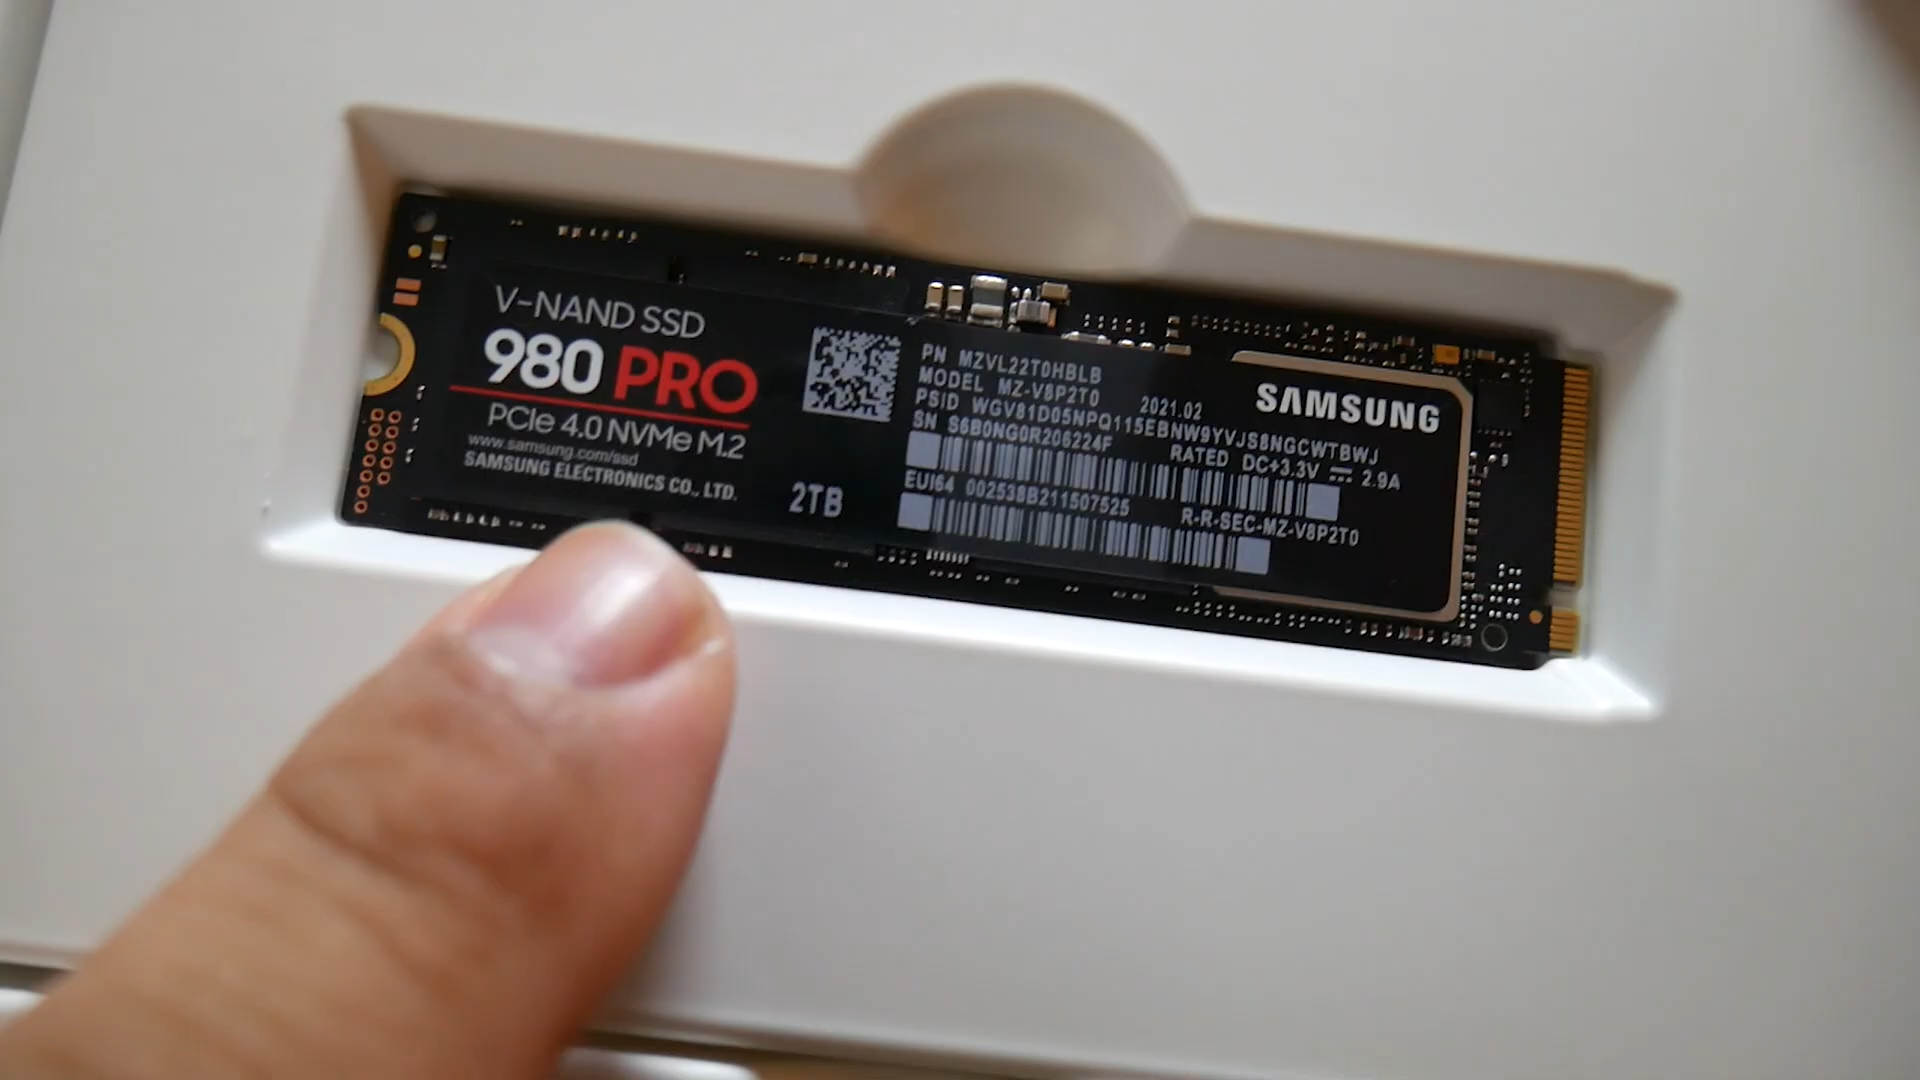 V-NAND SSD
980 PRO
PCIe 4.0 NVMe M.2
www.samsung.com/ssd
SAMSUNG ELECTRONICS CO., LTD.
2TB
PN MZVL22T0HBLB
MODEL MZ-V8P2T0 2021.02
PSID WGV81D05NPQ115EBNW9YVJS8NGCWTBWJ
SN S6B0NG0R206224F
RATED DC+3.3V ⎓ 2.9A
EUI64 002538B211507525
R-R-SEC-MZ-V8P2T0
SAMSUNG